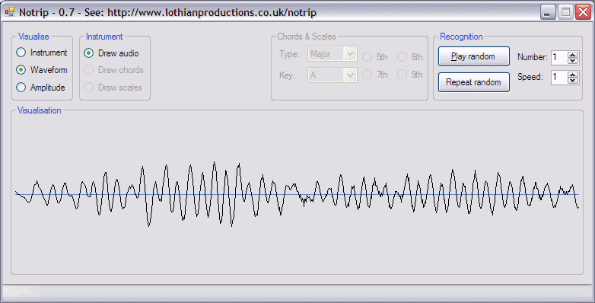 Notrip - 0.7 - See: http://www.lothianproductions.co.uk/notrip
Visualise
Instrument
Waveform
Amplitude
Instrument
Draw audio
Draw chords
Draw scales
Chords & Scales
Type: Major 5th 6th
Key: A 7th 9th
Recognition
Play random Number: 1
Repeat random Speed: 1
Visualisation